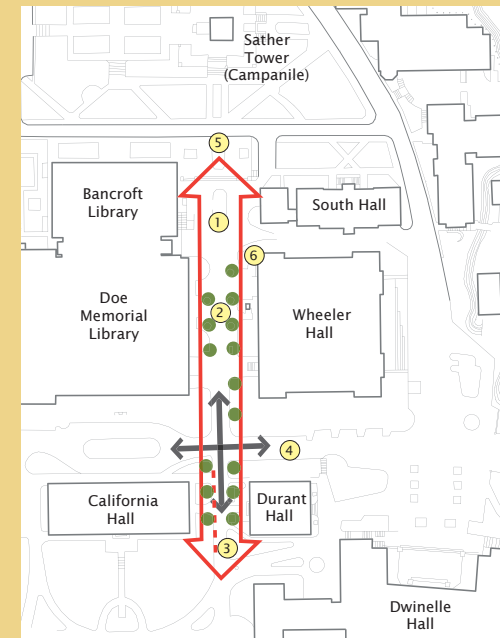 Sather
Tower
(Campanile)
5
Bancroft
Library
South Hall
1
6
Doe
Memorial
Library
2
Wheeler
Hall
4
California
Hall
Durant
Hall
3
Dwinelle
Hall